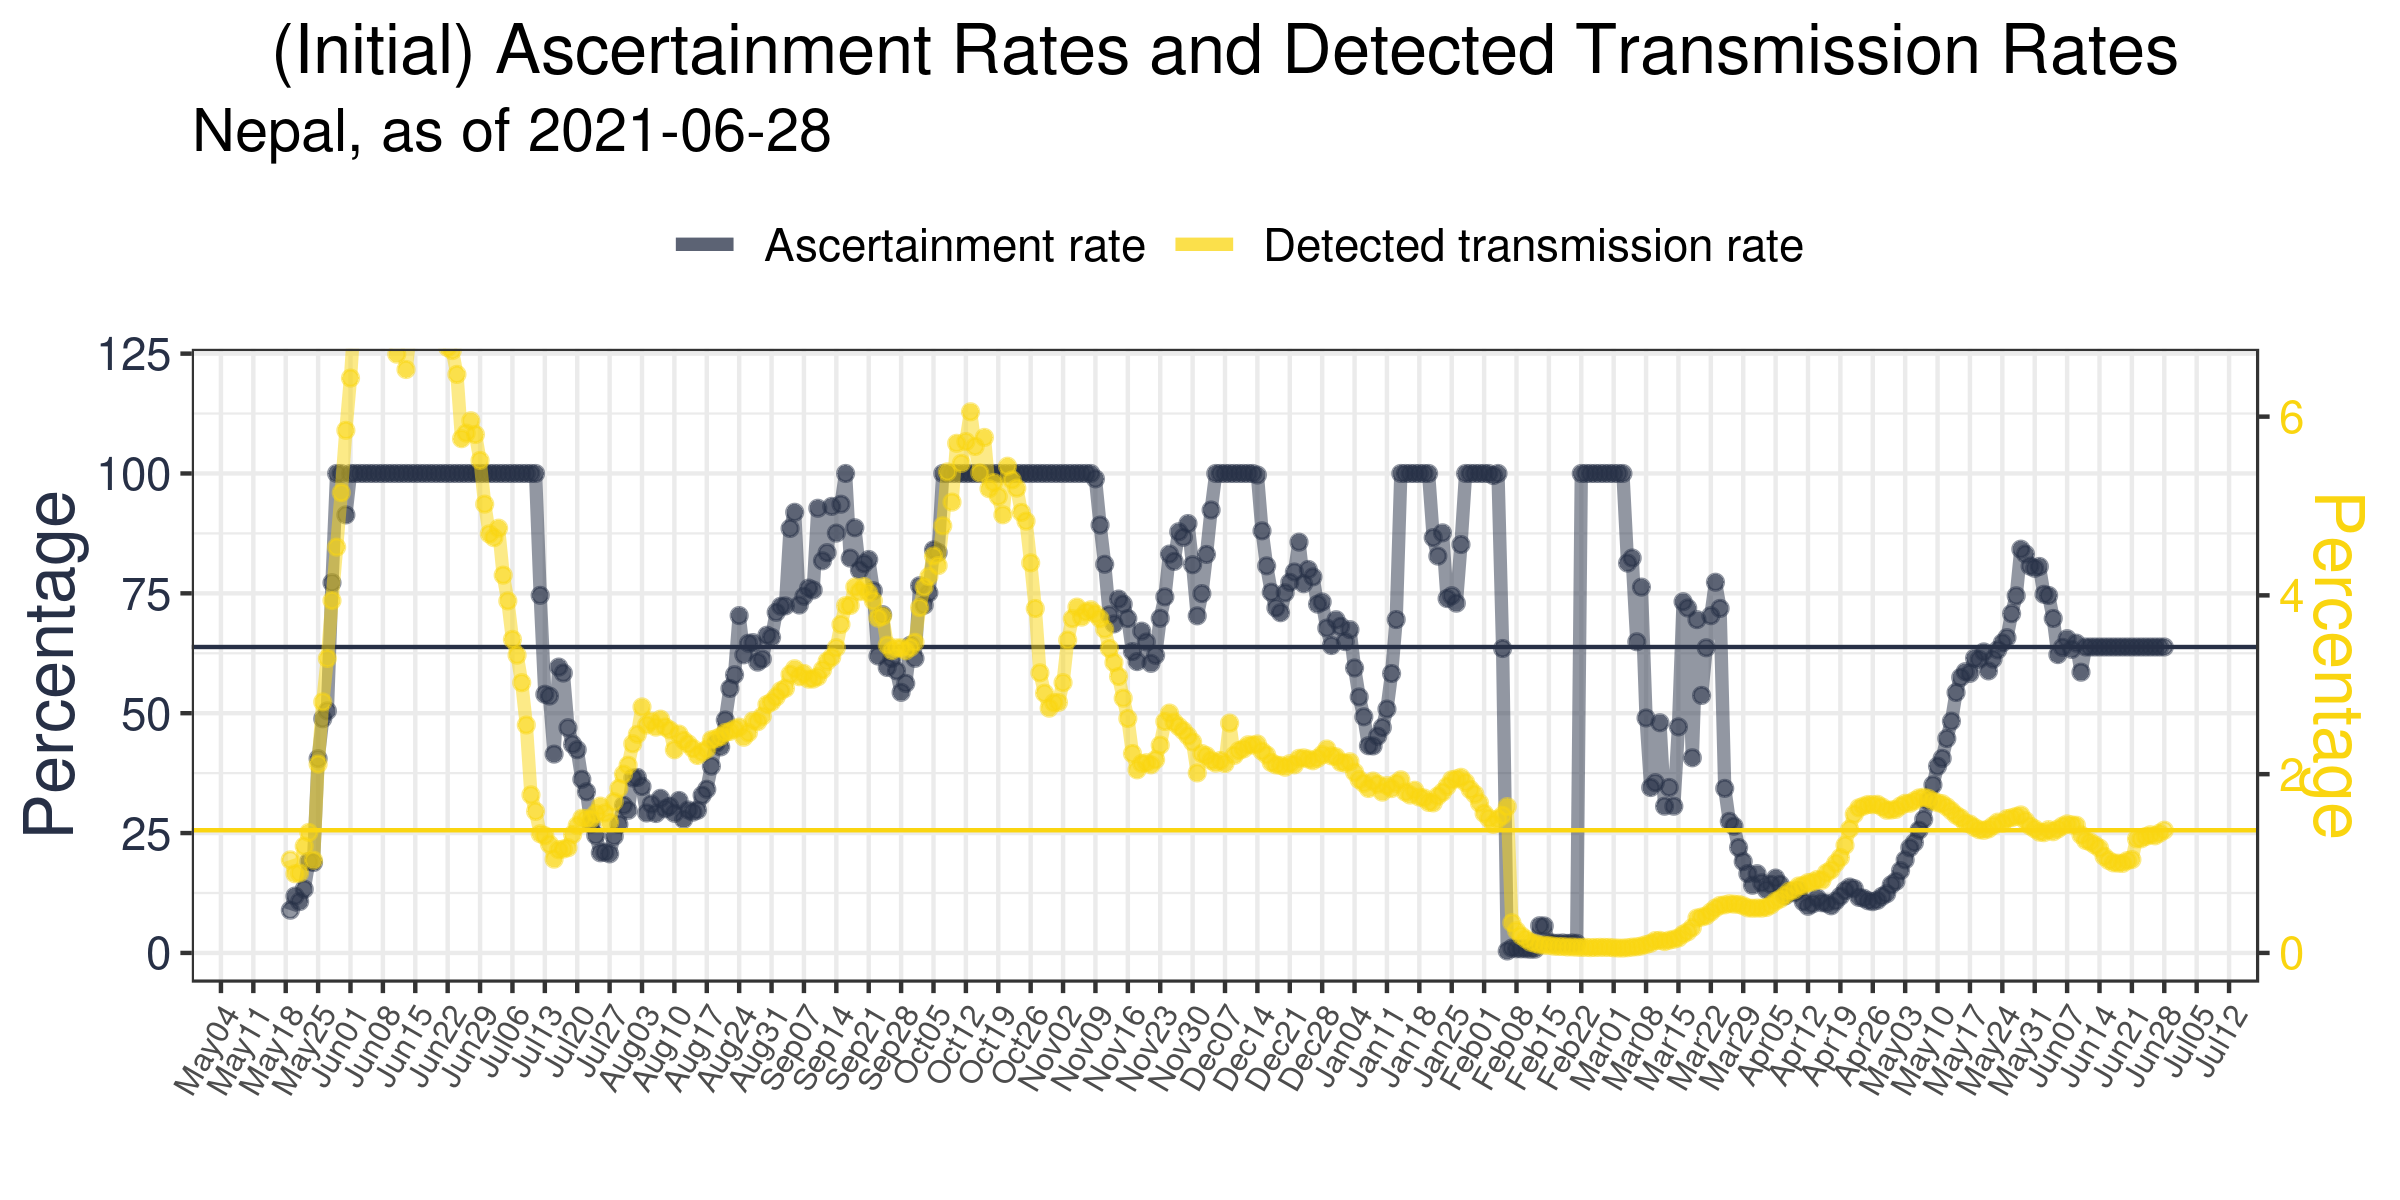 (Initial) Ascertainment Rates and Detected Transmission Rates
Nepal, as of 2021-06-28
Ascertainment rate
Detected transmission rate
Percentage
125
100
75
50
25
0
6
4
2
0
Percentage
May04
May11
May18
May25
Jun01
Jun08
Jun15
Jun22
Jun29
Jul06
Jul13
Jul20
Jul27
Aug03
Aug10
Aug17
Aug24
Aug31
Sep07
Sep14
Sep21
Sep28
Oct05
Oct12
Oct19
Oct26
Nov02
Nov09
Nov16
Nov23
Nov30
Dec07
Dec14
Dec21
Dec28
Jan04
Jan11
Jan18
Jan25
Feb01
Feb08
Feb15
Feb22
Mar01
Mar08
Mar15
Mar22
Mar29
Apr05
Apr12
Apr19
Apr26
May03
May10
May17
May24
May31
Jun07
Jun14
Jun21
Jun28
Jul05
Jul12